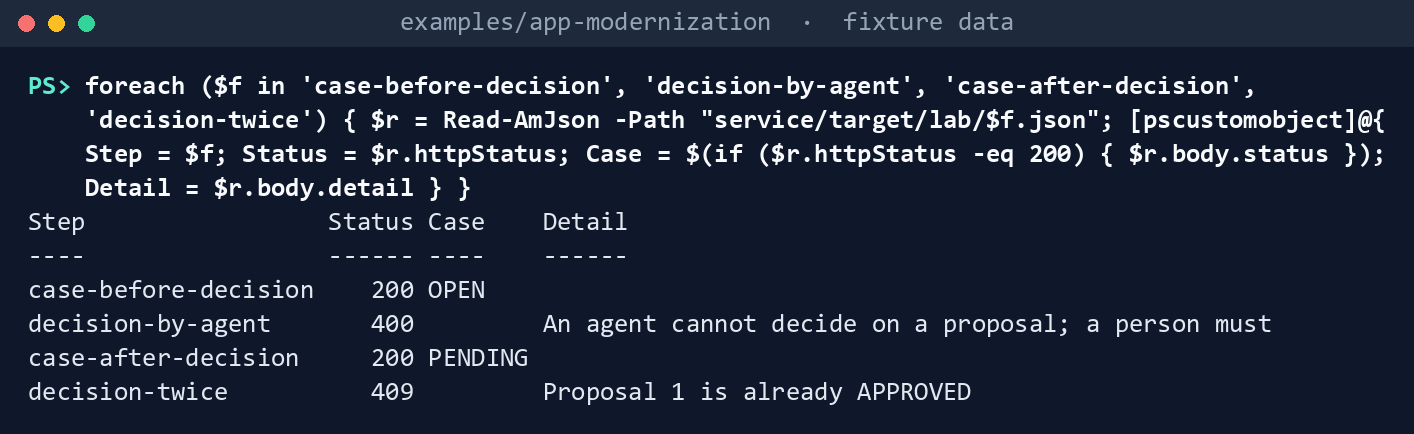 examples/app-modernization · fixture data
PS> foreach ($f in 'case-before-decision', 'decision-by-agent', 'case-after-decision',
'decision-twice') { $r = Read-AmJson -Path "service/target/lab/$f.json"; [pscustomobject]@{
Step = $f; Status = $r.httpStatus; Case = $(if ($r.httpStatus -eq 200) { $r.body.status });
Detail = $r.body.detail } }
Step                 Status Case    Detail
----                 ------ ----    ------
case-before-decision    200 OPEN
decision-by-agent       400         An agent cannot decide on a proposal; a person must
case-after-decision     200 PENDING
decision-twice          409         Proposal 1 is already APPROVED